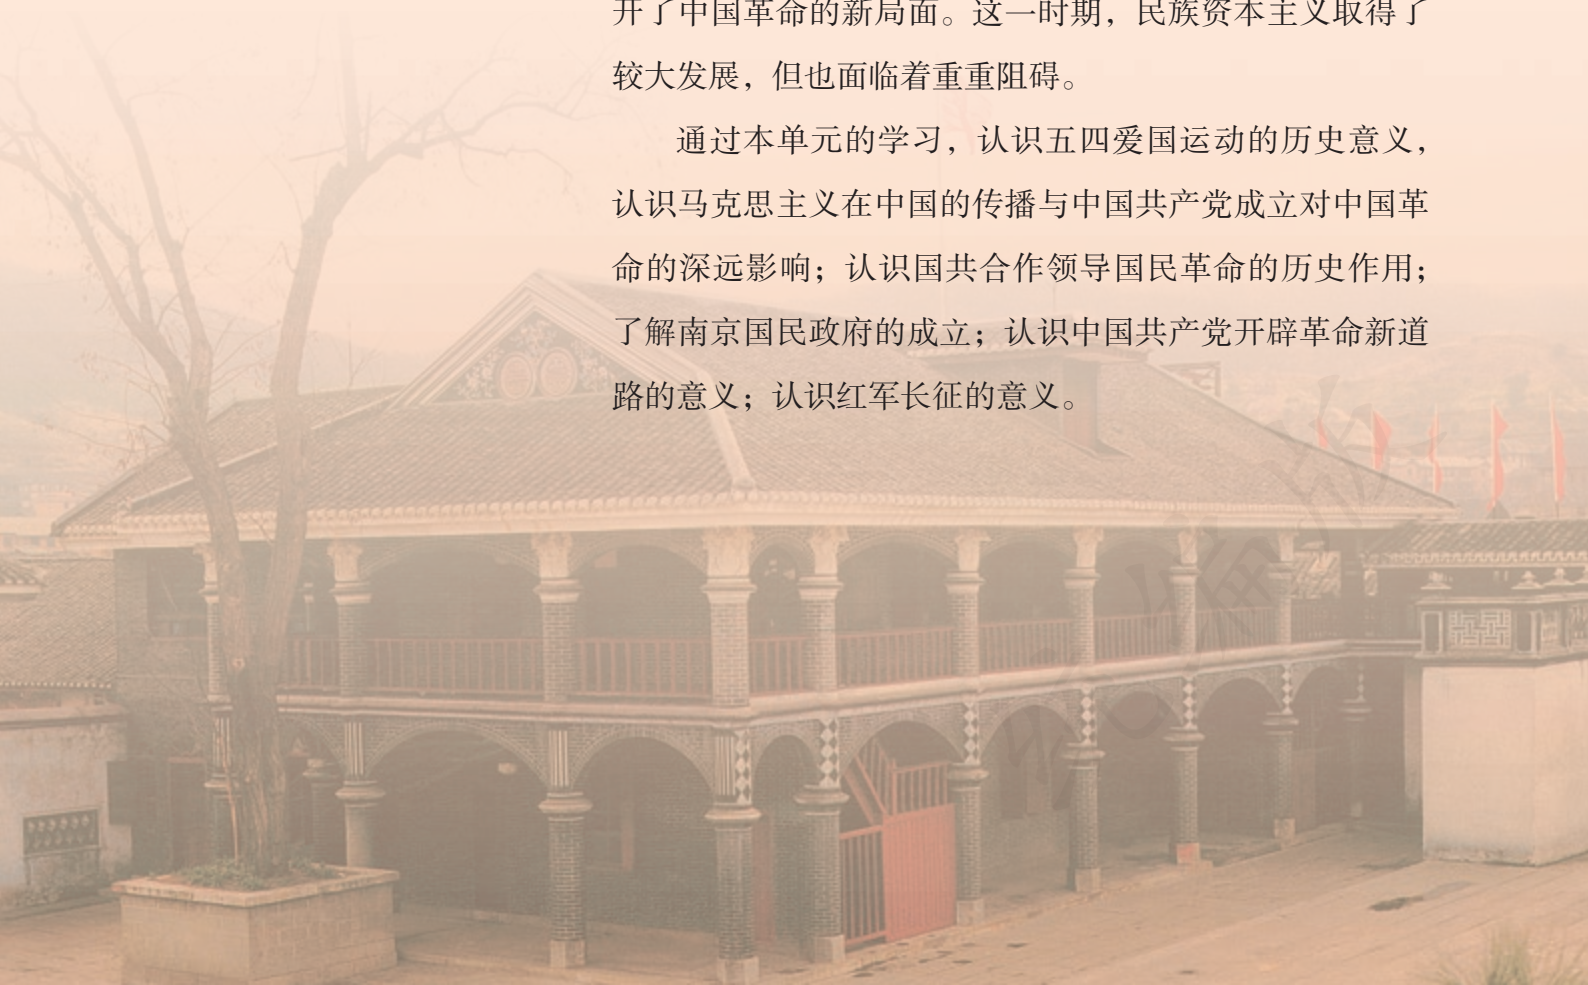 开了中国革命的新局面。这一时期，民族资本主义取得了
较大发展，但也面临着重重阻碍。
通过本单元的学习，认识五四爱国运动的历史意义，
认识马克思主义在中国的传播与中国共产党成立对中国革
命的深远影响；认识国共合作领导国民革命的历史作用；
了解南京国民政府的成立；认识中国共产党开辟革命新道
路的意义；认识红军长征的意义。